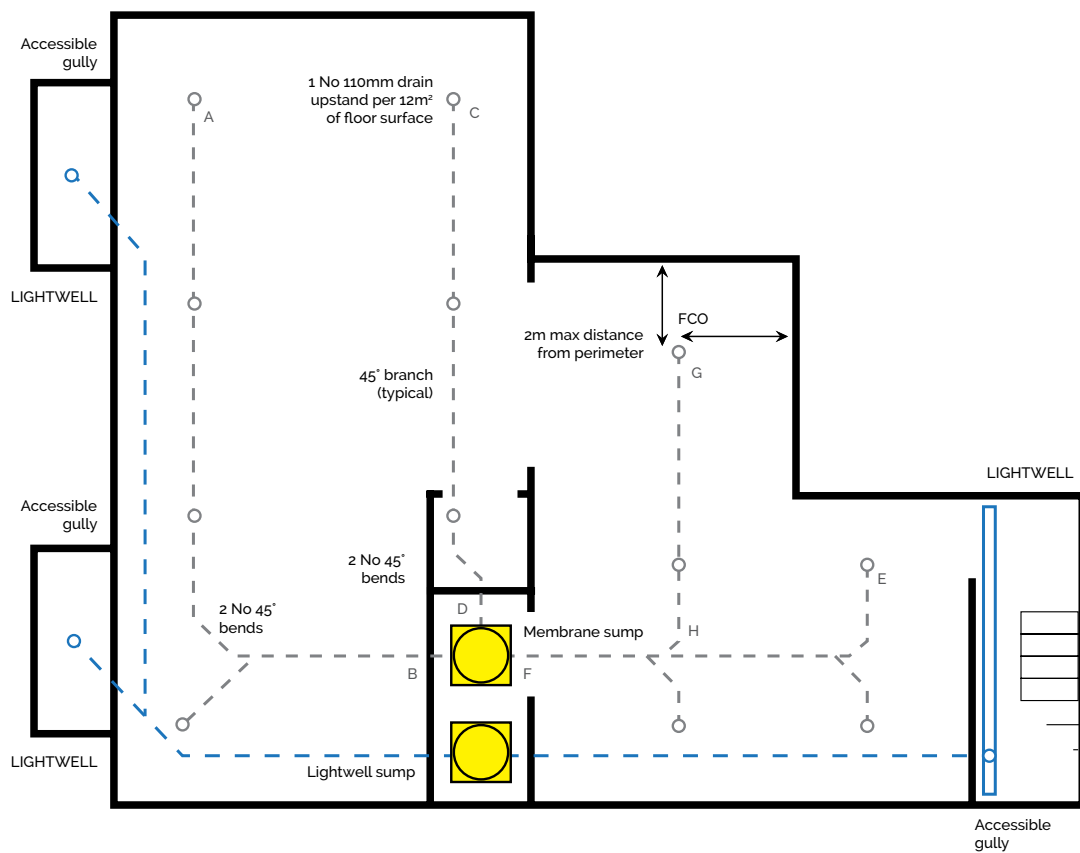 Accessible
gully
1 No 110mm drain
upstand per 12m²
of floor surface
A
C
LIGHTWELL
FCO
2m max distance
from perimeter
G
45° branch
(typical)
LIGHTWELL
Accessible
gully
2 No 45°
bends
E
2 No 45°
bends
D
Membrane sump
H
B
F
LIGHTWELL
Lightwell sump
Accessible
gully